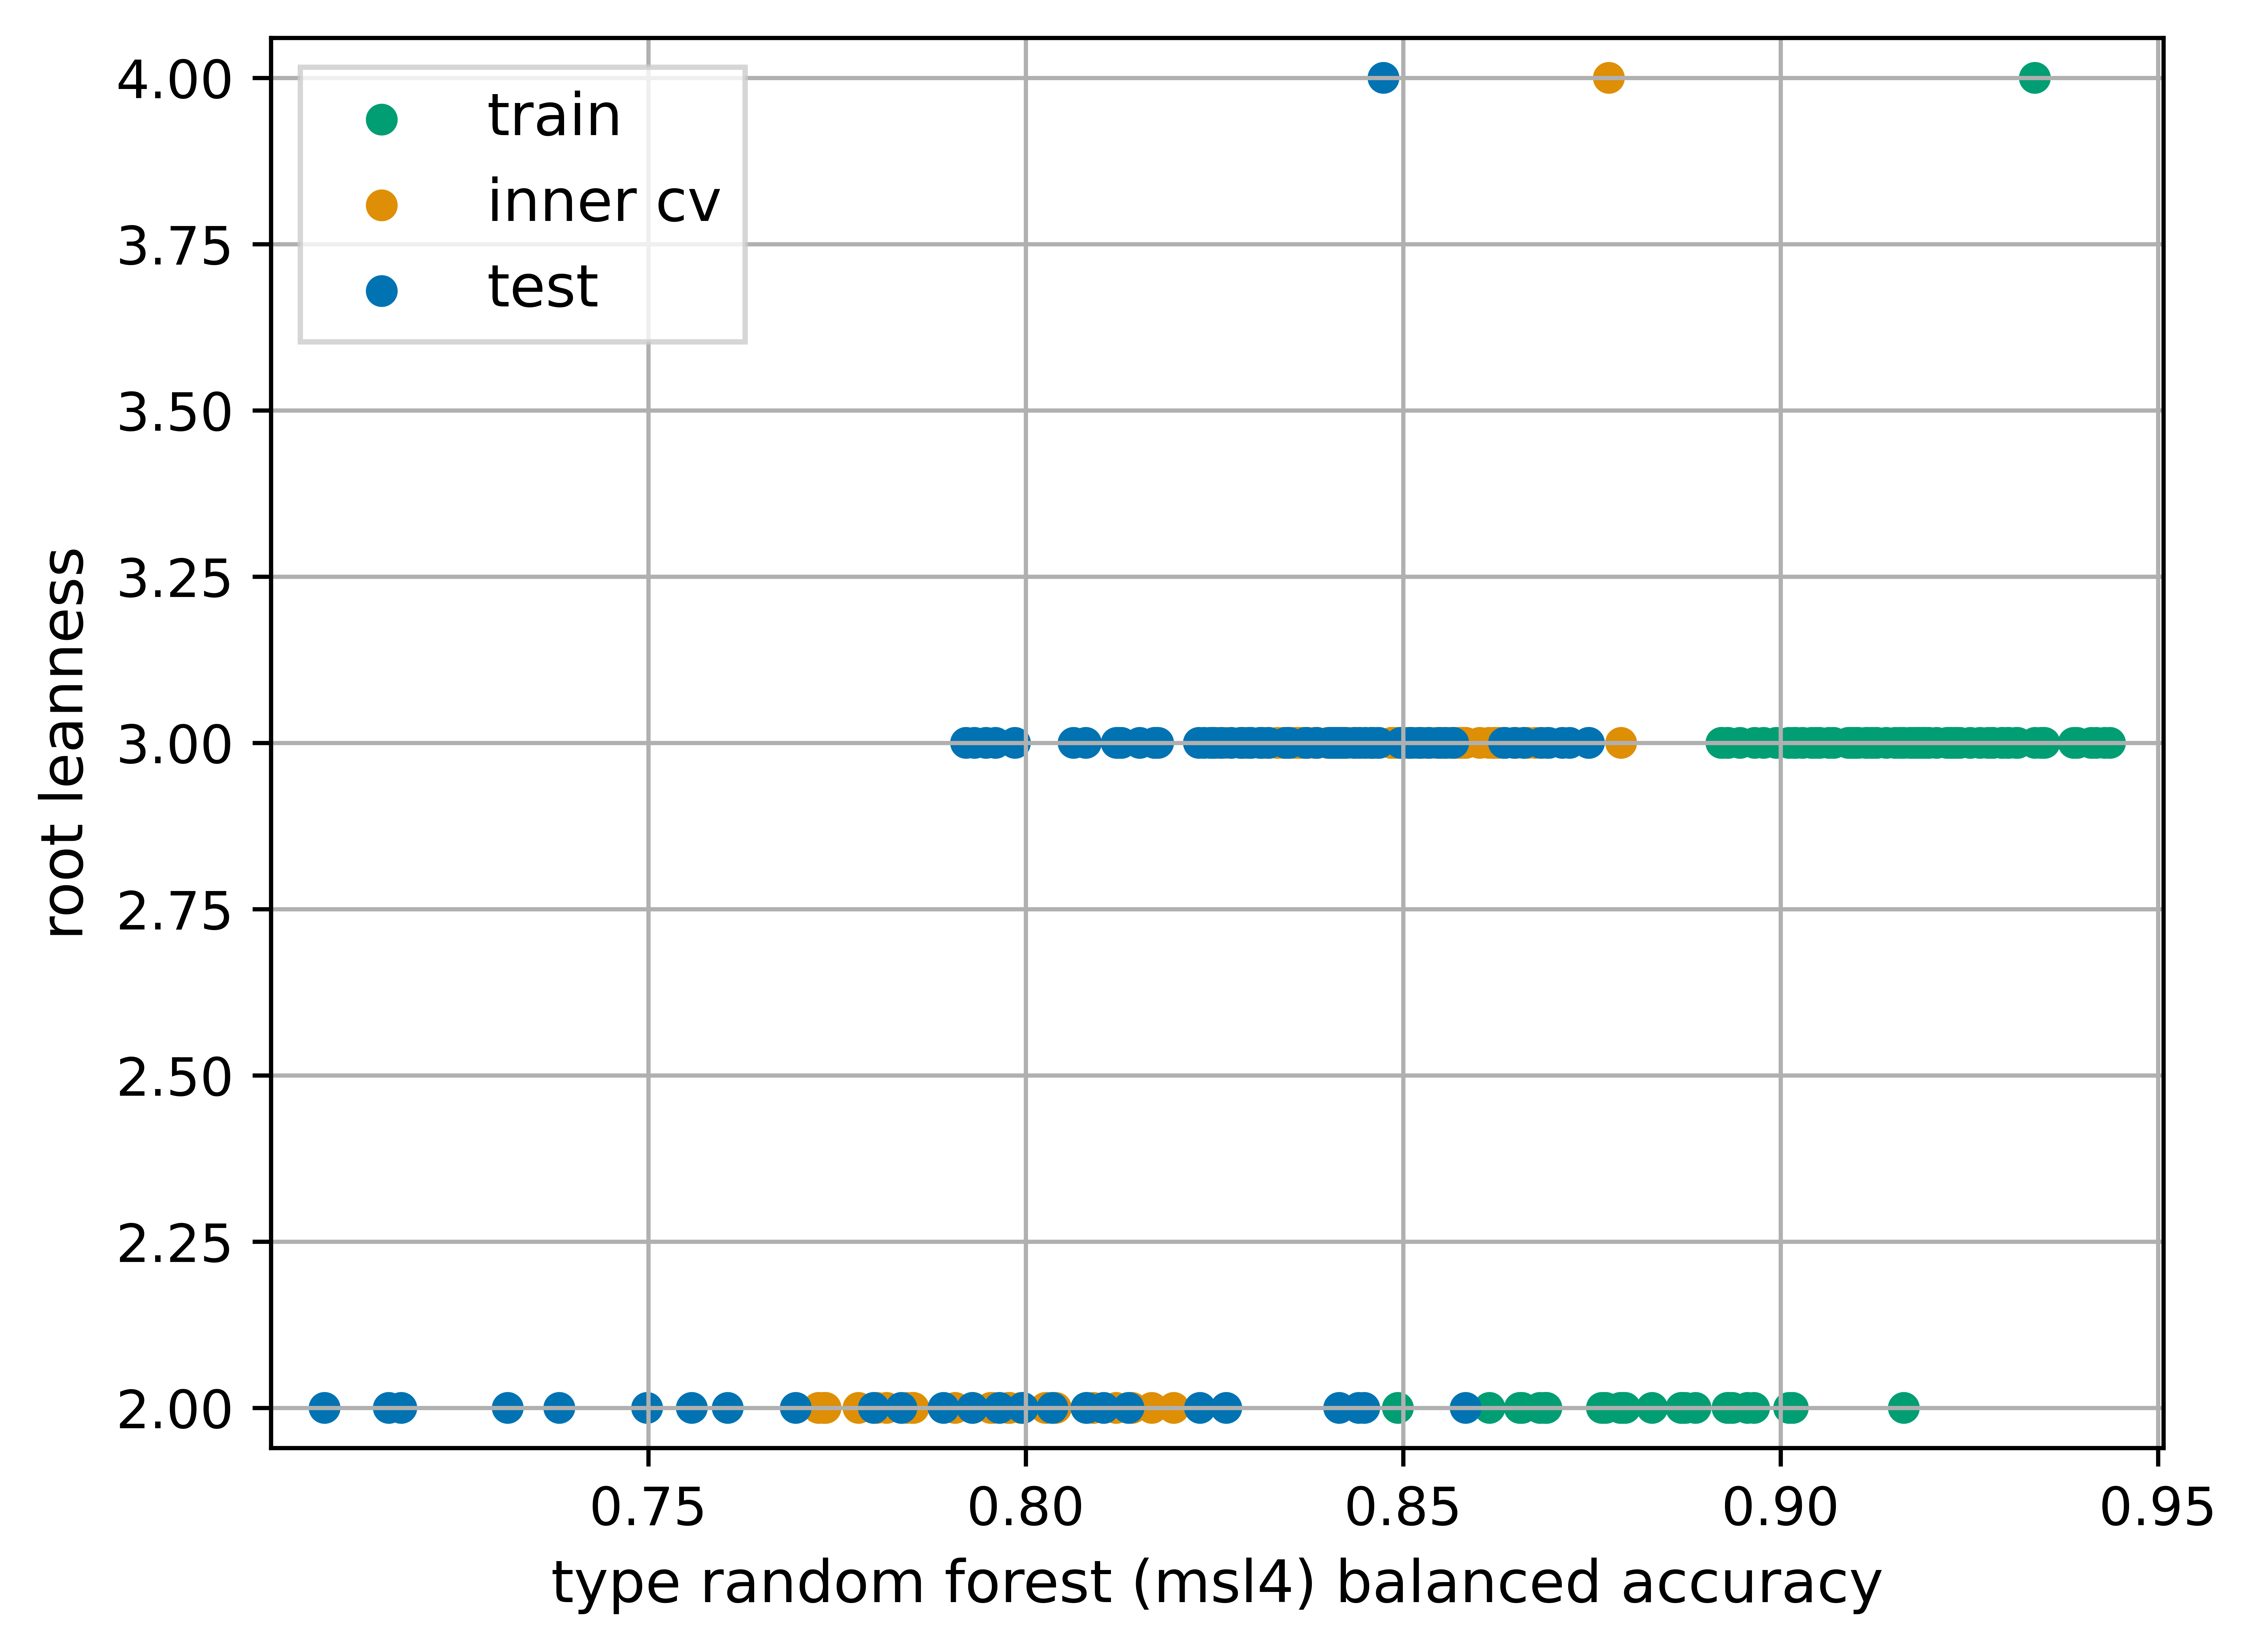 4.00
3.75
3.50
3.25
3.00
2.75
2.50
2.25
2.00
root leanness
train
inner cv
test
0.75 0.80 0.85 0.90 0.95
type random forest (msl4) balanced accuracy